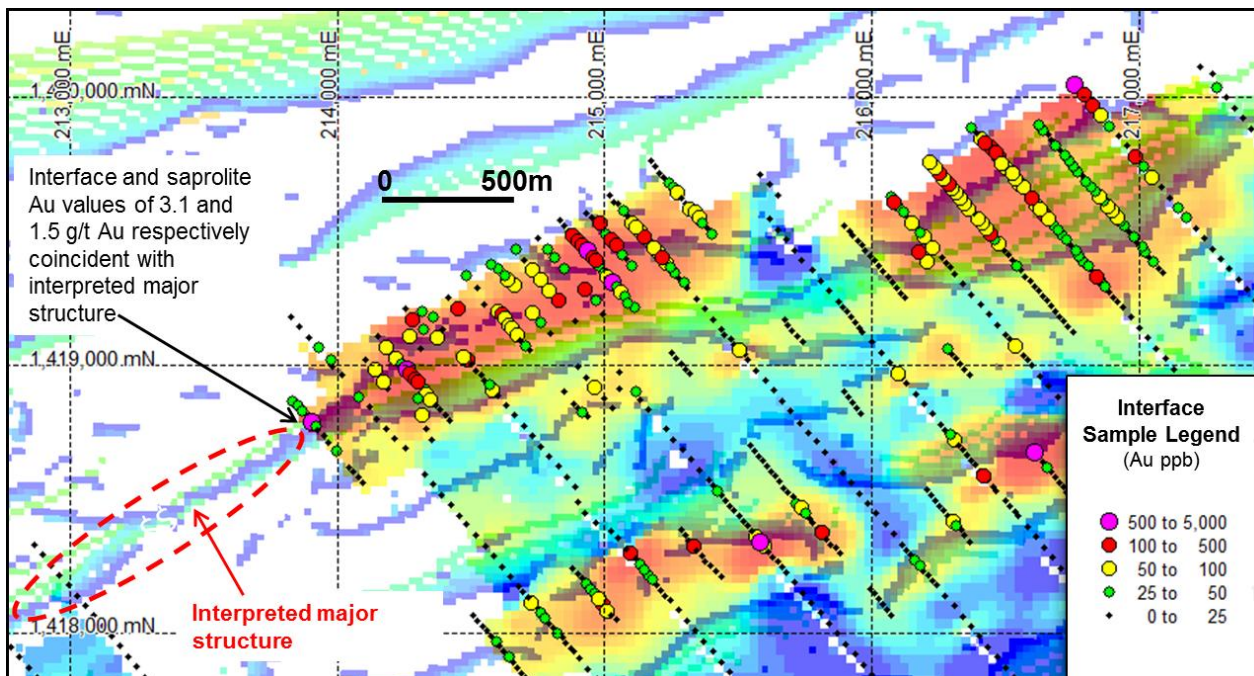 213,000 mE
214,000 mE
215,000 mE
216,000 mE
217,000 mE
1,420,000 mN
0 500m
Interface and saprolite
Au values of 3.1 and
1.5 g/t Au respectively
coincident with
interpreted major
structure
1,419,000 mN
Interface
Sample Legend
(Au ppb)
500 to 5,000
100 to 500
50 to 100
25 to 50
0 to 25
Interpreted major
structure
1,418,000 mN